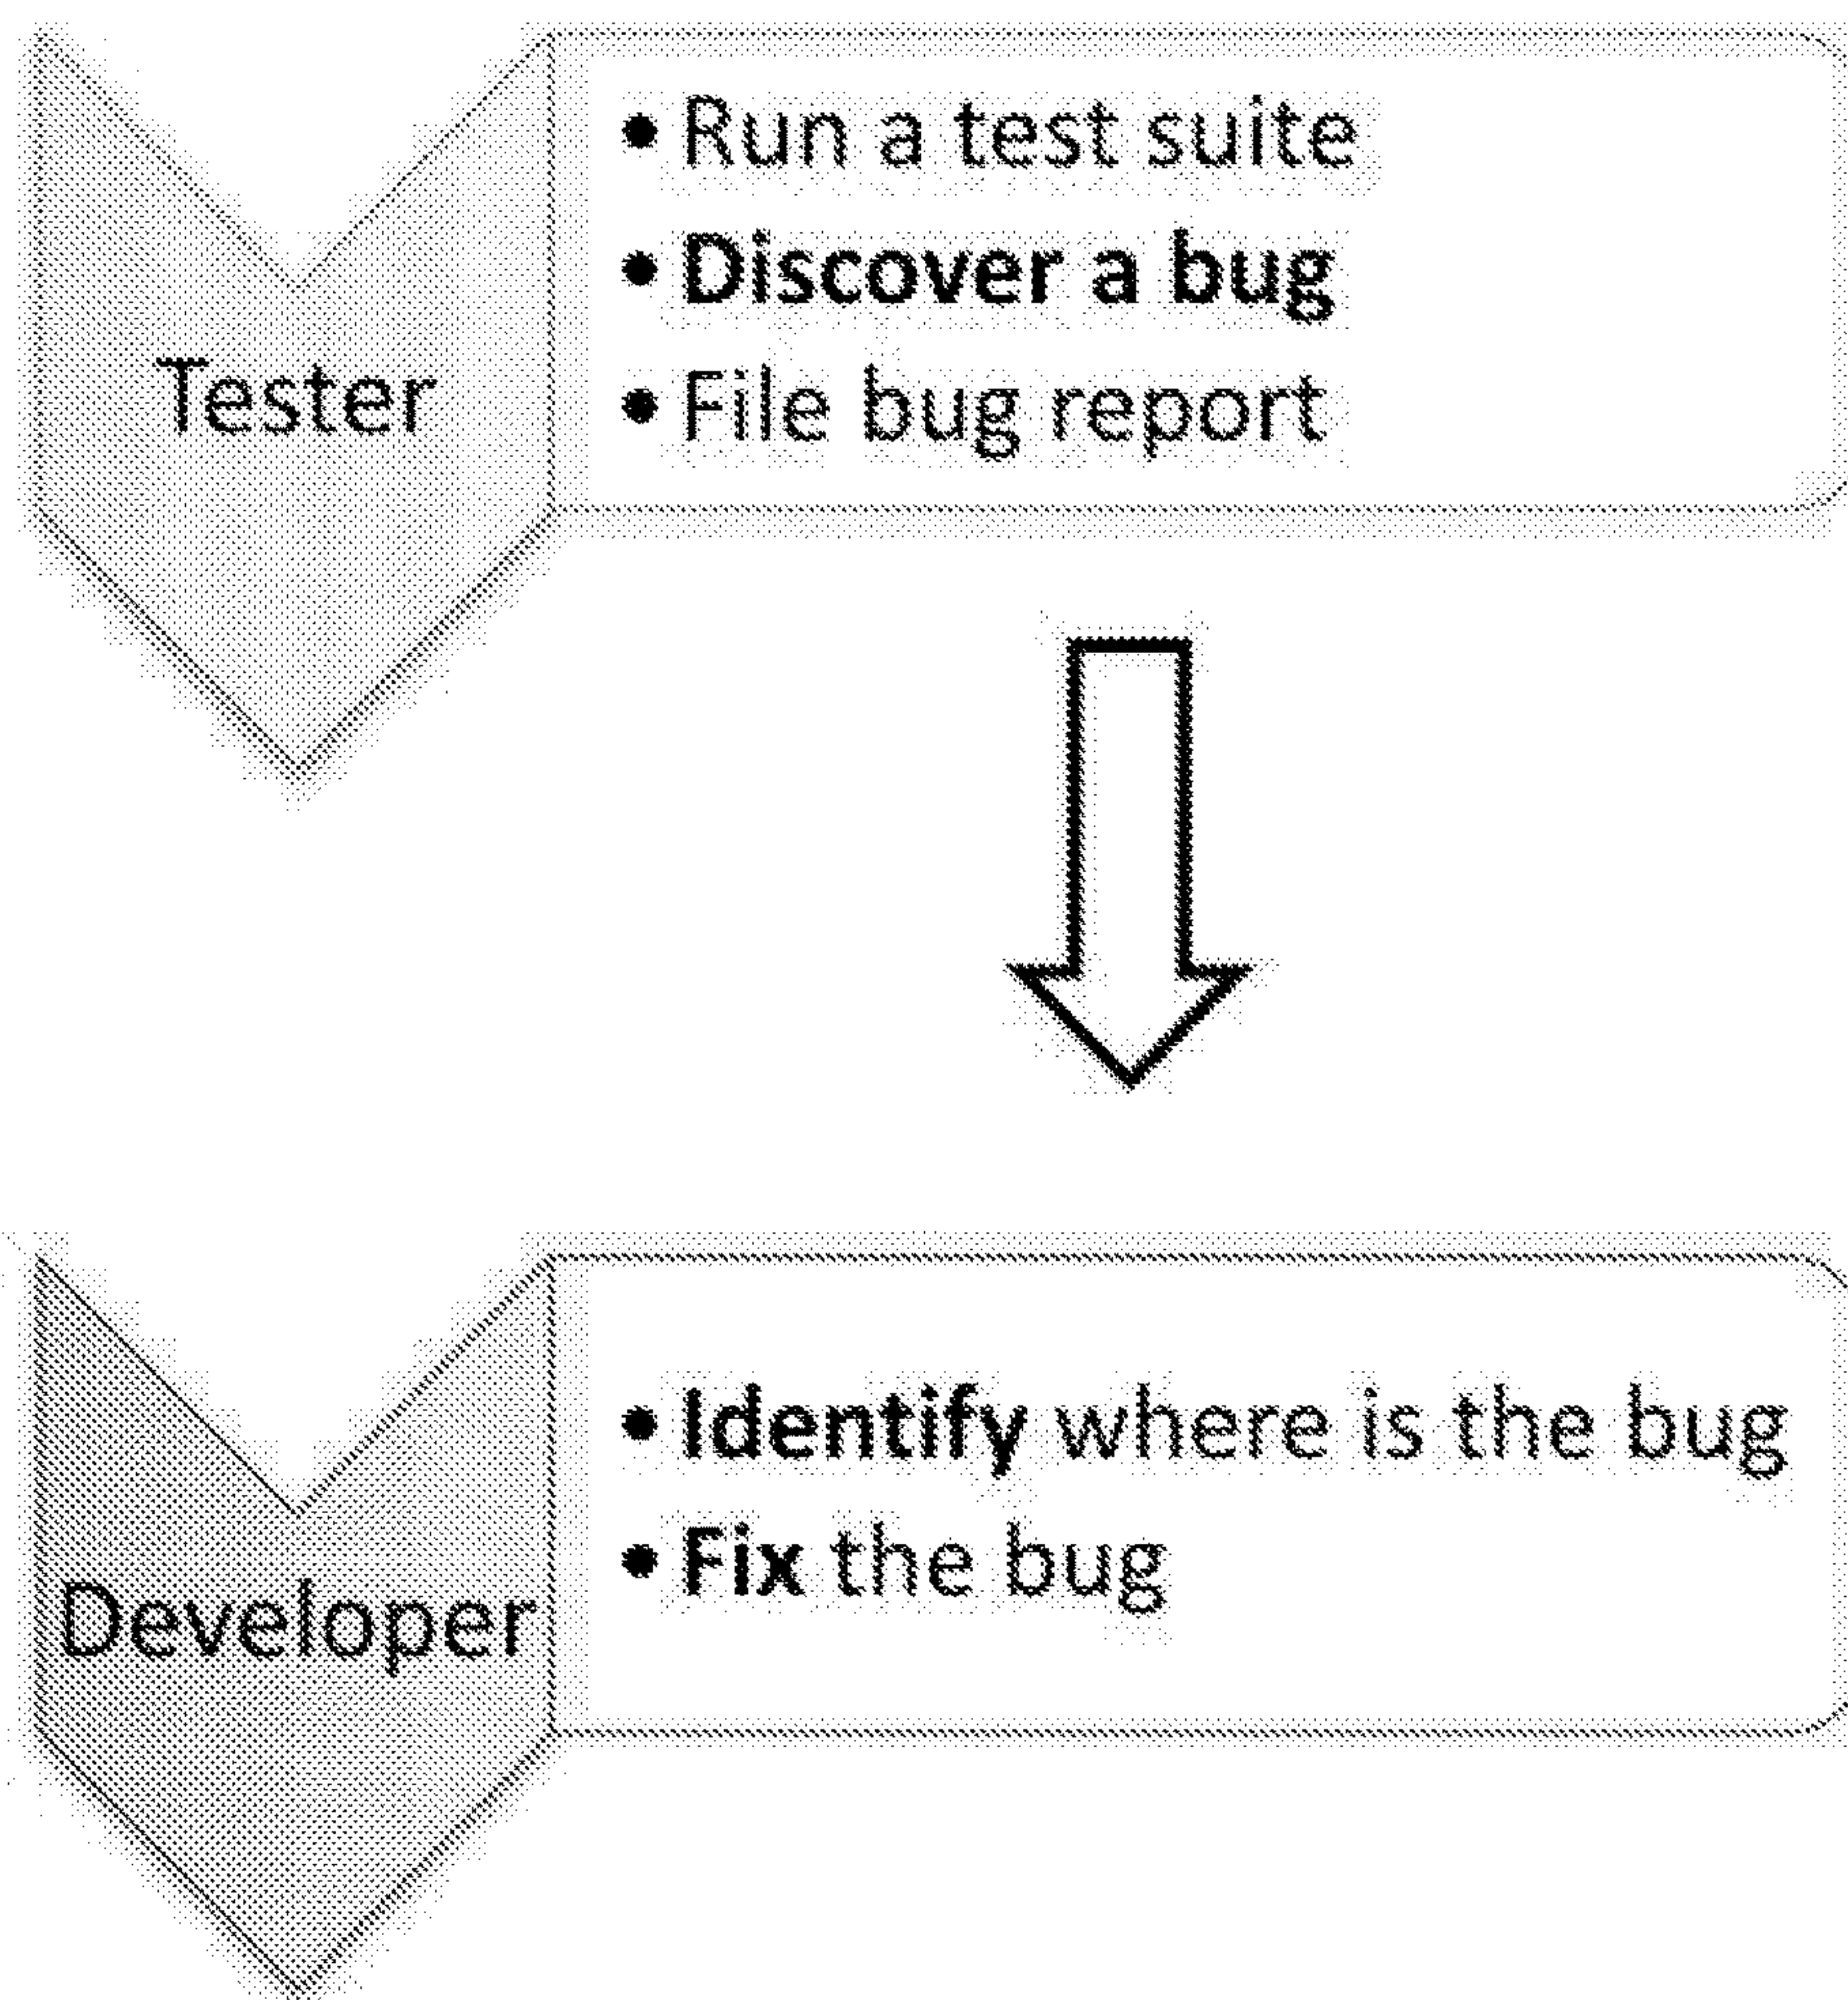 Tester
• Run a test suite
• Discover a bug
• File bug report
Developer
• Identify where is the bug
• Fix the bug